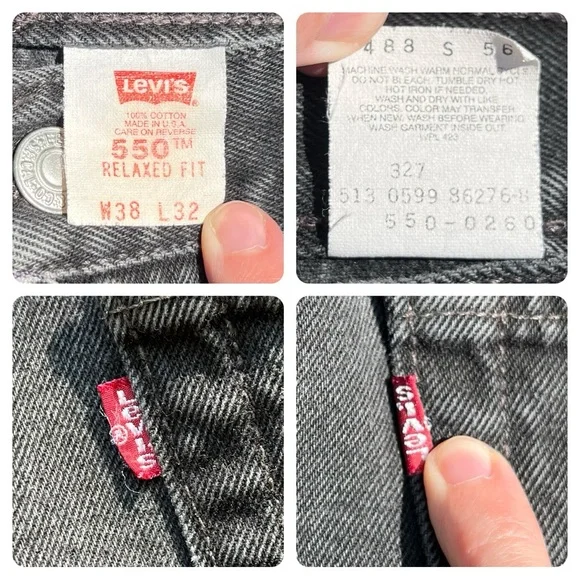 LEVI'S
®
100% COTTON
MADE IN U.S.A.
CARE ON REVERSE
550™
RELAXED FIT
W38 L32
488 S 56
MACHINE WASH WARM NORMAL CYCLE
DO NOT BLEACH. TUMBLE DRY HOT
HOT IRON IF NEEDED.
WASH AND DRY WITH LIKE
COLORS. COLOR MAY TRANSFER
WHEN NEW. WASH BEFORE WEARING
WASH GARMENT INSIDE OUT
WPL 423
327
513 0599 86276-8
550-0260
Levi's
®
Levi's